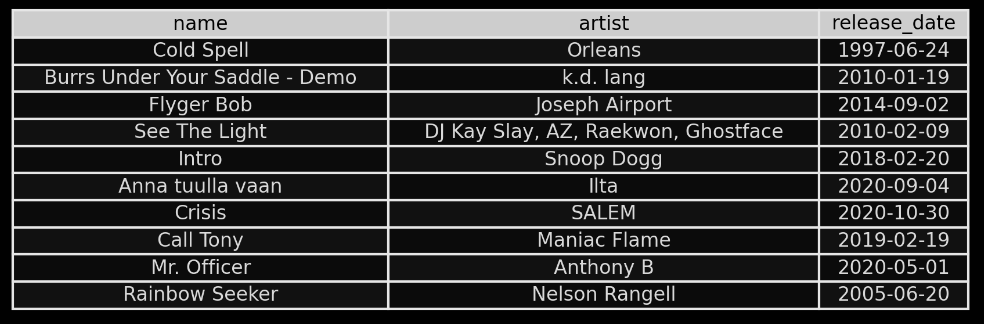 name artist release_date
Cold Spell Orleans 1997-06-24
Burrs Under Your Saddle - Demo k.d. lang 2010-01-19
Flyger Bob Joseph Airport 2014-09-02
See The Light DJ Kay Slay, AZ, Raekwon, Ghostface 2010-02-09
Intro Snoop Dogg 2018-02-20
Anna tuulla vaan Ilta 2020-09-04
Crisis SALEM 2020-10-30
Call Tony Maniac Flame 2019-02-19
Mr. Officer Anthony B 2020-05-01
Rainbow Seeker Nelson Rangell 2005-06-20